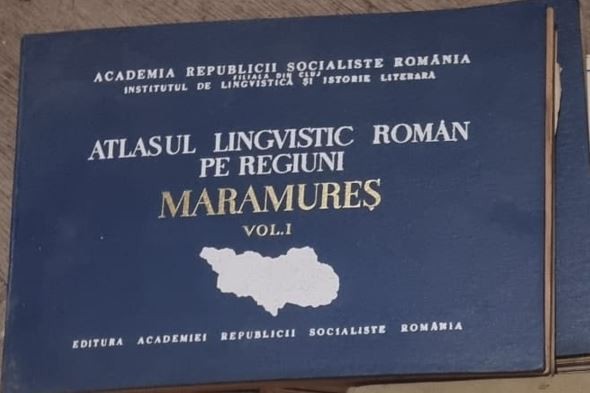 ACADEMIA REPUBLICII SOCIALISTE ROMÂNIA
FILIALA DIN CLUJ
INSTITUTUL DE LINGVISTICĂ ȘI ISTORIE LITERARĂ
ATLASUL LINGVISTIC ROMÂN
PE REGIUNI
MARAMUREȘ
VOL.I
EDITURA ACADEMIEI REPUBLICII SOCIALISTE ROMÂNIA